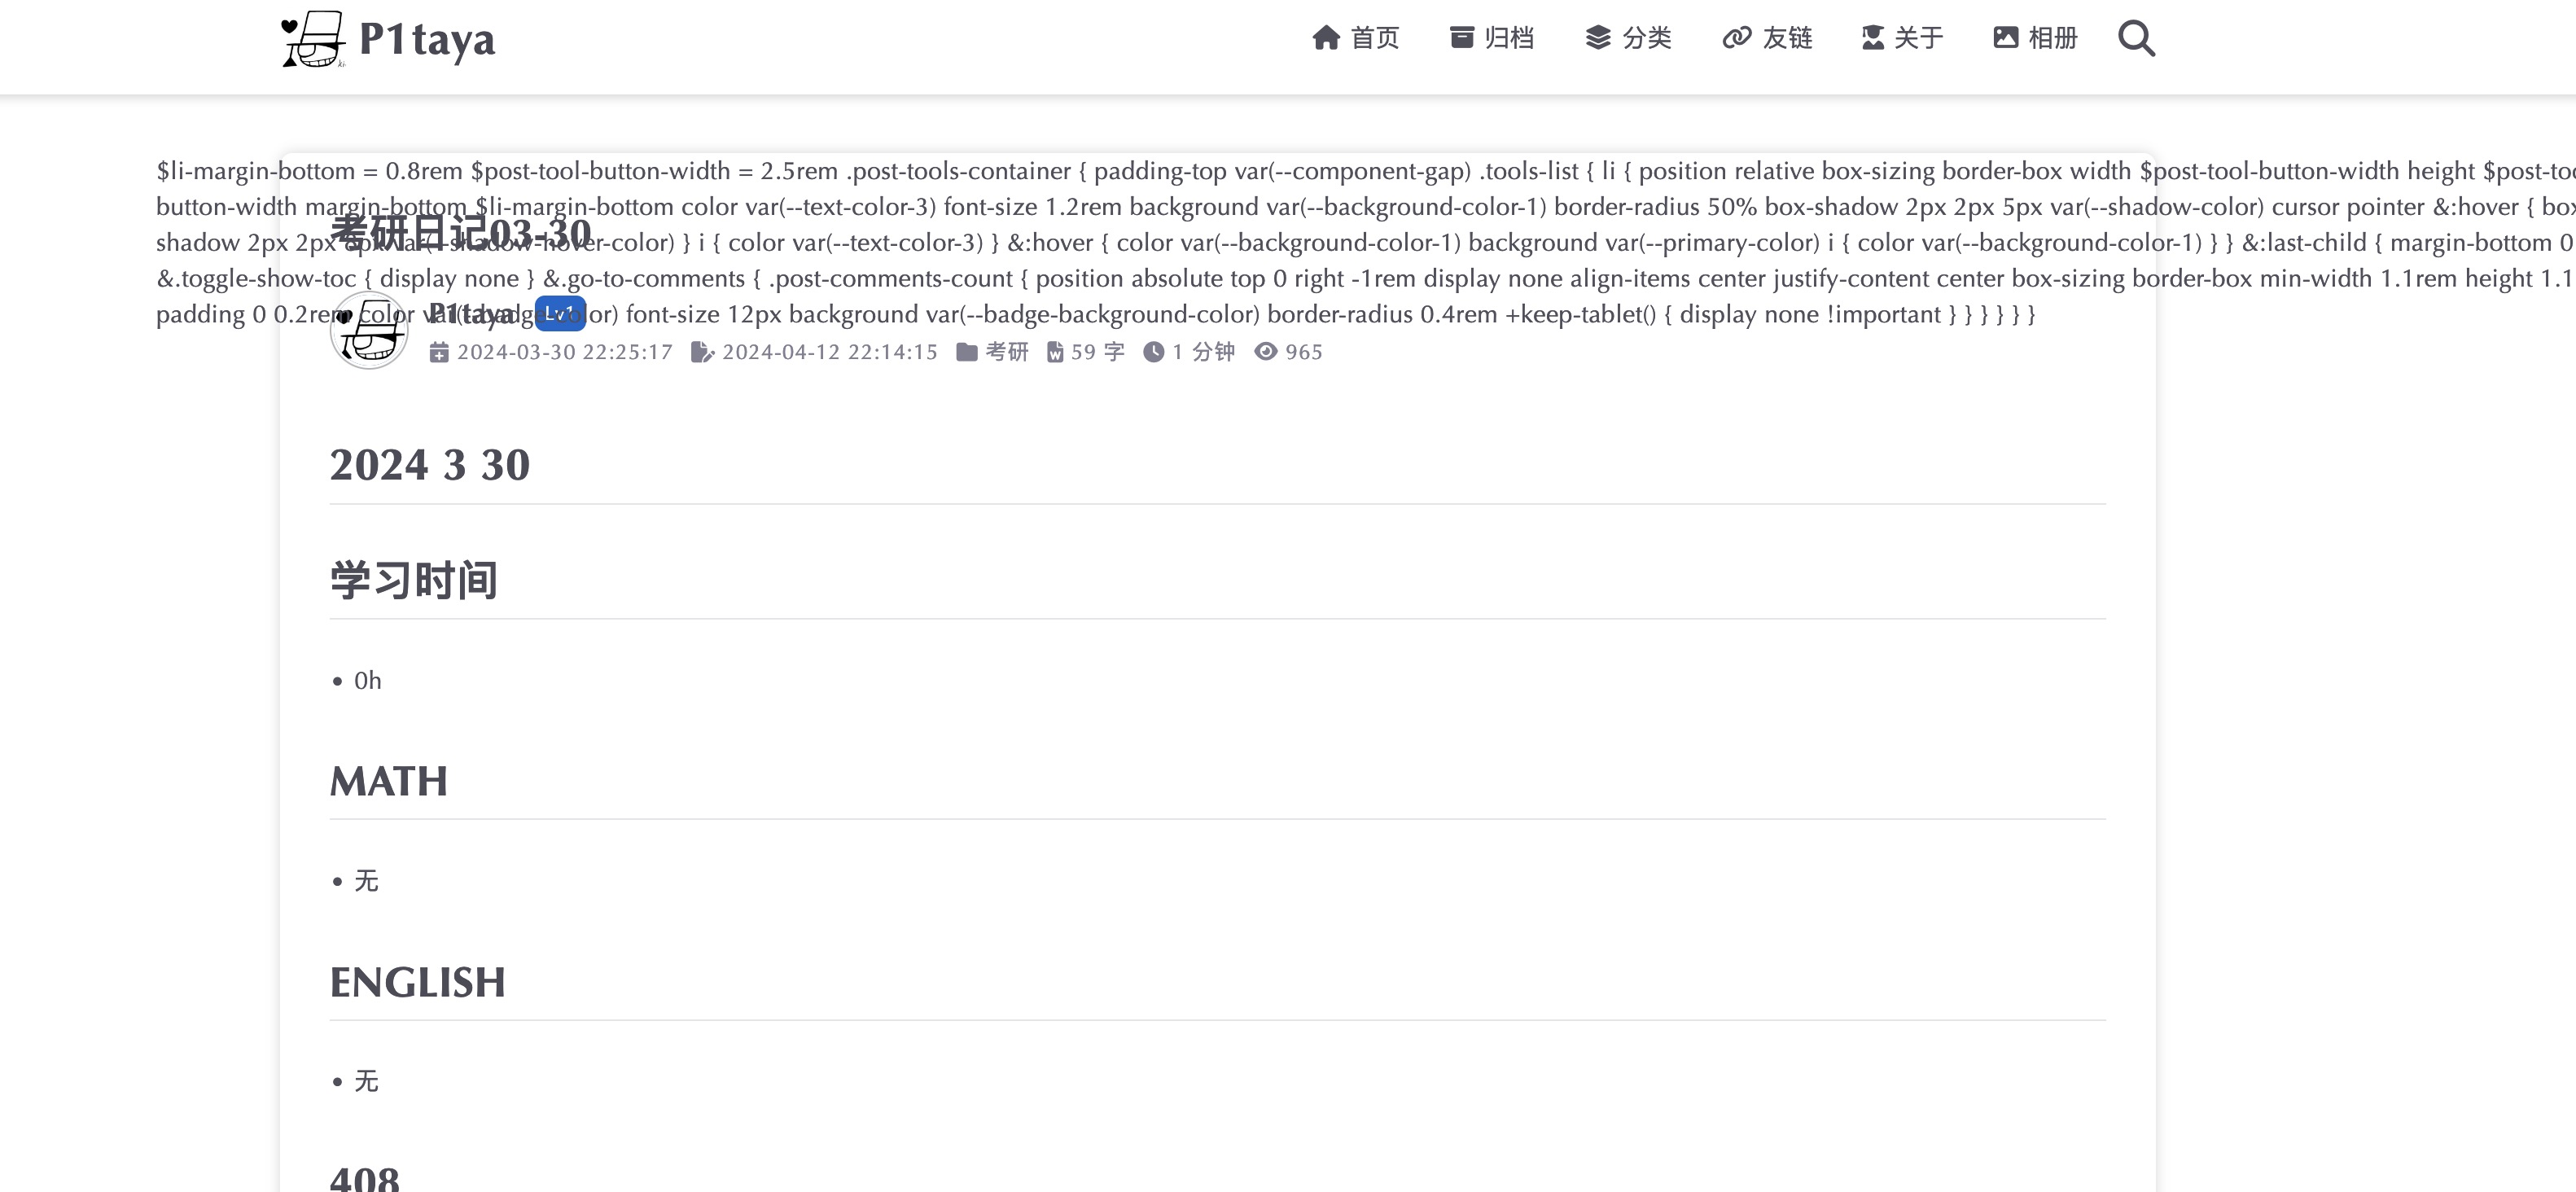 P1taya
首页 归档 分类 友链 关于 相册
$li-margin-bottom = 0.8rem $post-tool-button-width = 2.5rem .post-tools-container { padding-top var(--component-gap) .tools-list { li { position relative box-sizing border-box width $post-tool-button-width height
button-width margin-bottom $li-margin-bottom color var(--text-color-3) font-size 1.2rem background var(--background-color-1) border-radius 50% box-shadow 2px 2px 5px var(--shadow-color) cursor pointer &:hover {
shadow 2px 2px var(--shadow-hover-color) } i { color var(--text-color-3) } &:hover { color var(--background-color-1) background var(--primary-color) i { color var(--background-color-1) } } &:last-child { margin-bottom 0
&.toggle-show-toc { display none } &.go-to-comments { .post-comments-count { position absolute top 0 right -1rem display none align-items center justify-content center box-sizing border-box min-width 1.1rem height
padding 0 0.2rem color var(--badge-color) font-size 12px background var(--badge-background-color) border-radius 0.4rem +keep-tablet() { display none !important } } } } } }
考研日记03-30
P1taya Lv1
2024-03-30 22:25:17 2024-04-12 22:14:15 考研 59 字 1 分钟 965
2024 3 30
学习时间
• 0h
MATH
• 无
ENGLISH
• 无
408